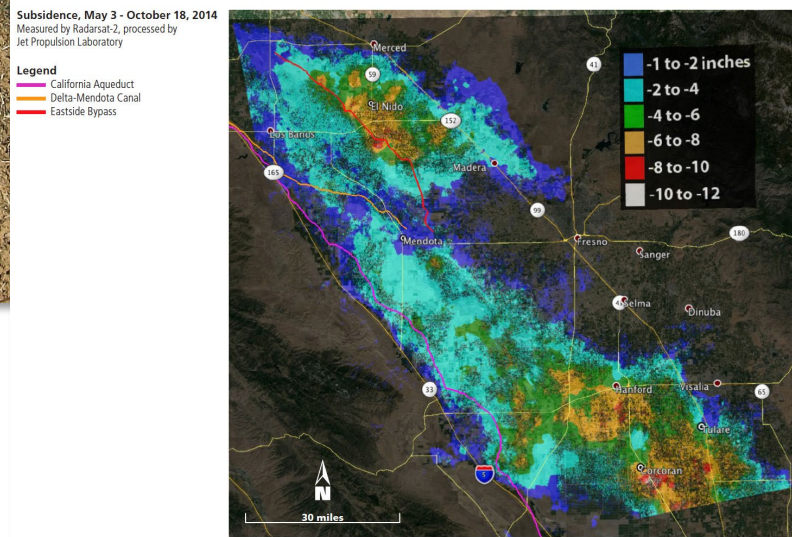 Subsidence, May 3 - October 18, 2014
Measured by Radarsat-2, processed by
Jet Propulsion Laboratory
Legend
California Aqueduct
Delta-Mendota Canal
Eastside Bypass
Merced
41
59
-1 to -2 inches
-2 to -4
-4 to -6
-6 to -8
-8 to -10
-10 to -12
El Nido
152
Los Banos
165
Madera
99
180
Mendota
Fresno
Sanger
Selma
Dinuba
33
Hanford
Visalia
65
Tulare
Corcoran
5
N
30 miles